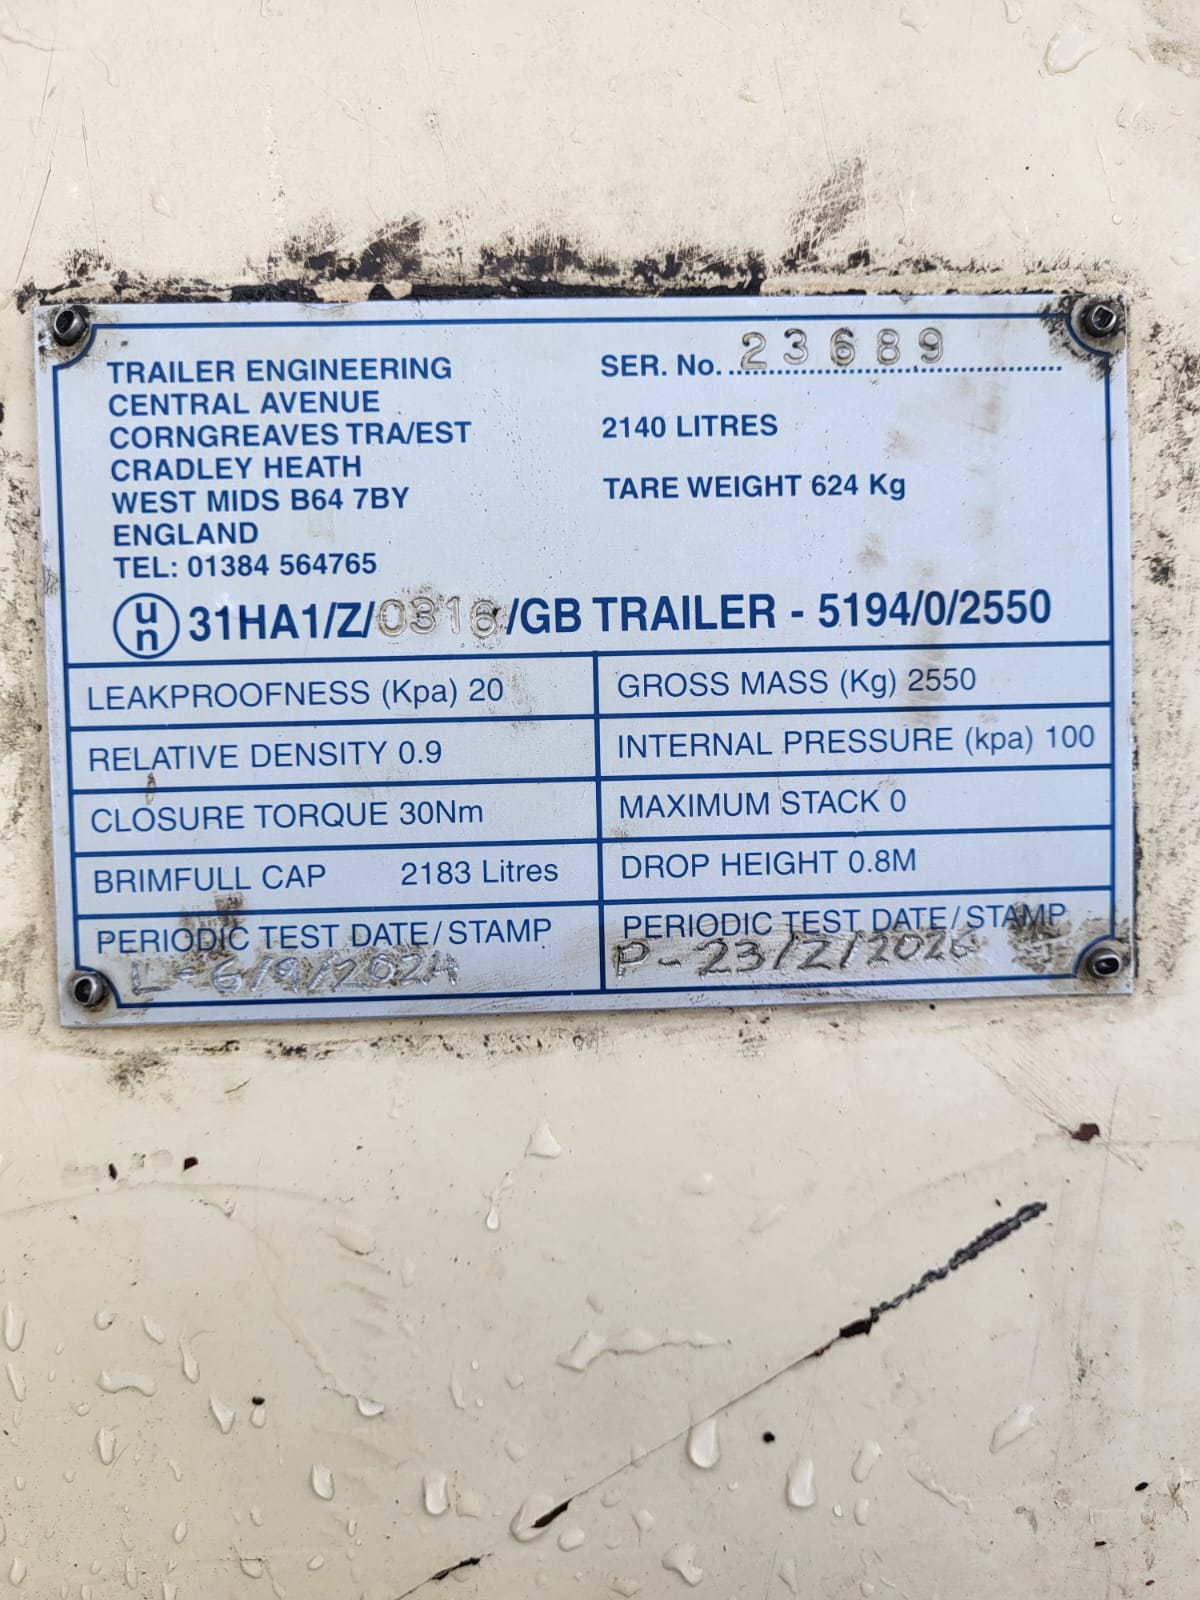 TRAILER ENGINEERING
CENTRAL AVENUE
CORNGREAVES TRA/EST
CRADLEY HEATH
WEST MIDS B64 7BY
ENGLAND
TEL: 01384 564765
SER. No. 23689
2140 LITRES
TARE WEIGHT 624 Kg
un 31HA1/Z/0316/GB TRAILER - 5194/0/2550
LEAKPROOFNESS (Kpa) 20
GROSS MASS (Kg) 2550
RELATIVE DENSITY 0.9
INTERNAL PRESSURE (kpa) 100
CLOSURE TORQUE 30Nm
MAXIMUM STACK 0
BRIMFULL CAP 2183 Litres
DROP HEIGHT 0.8M
PERIODIC TEST DATE/STAMP
L-6/9/2024
PERIODIC TEST DATE/STAMP
P-23/2/2026